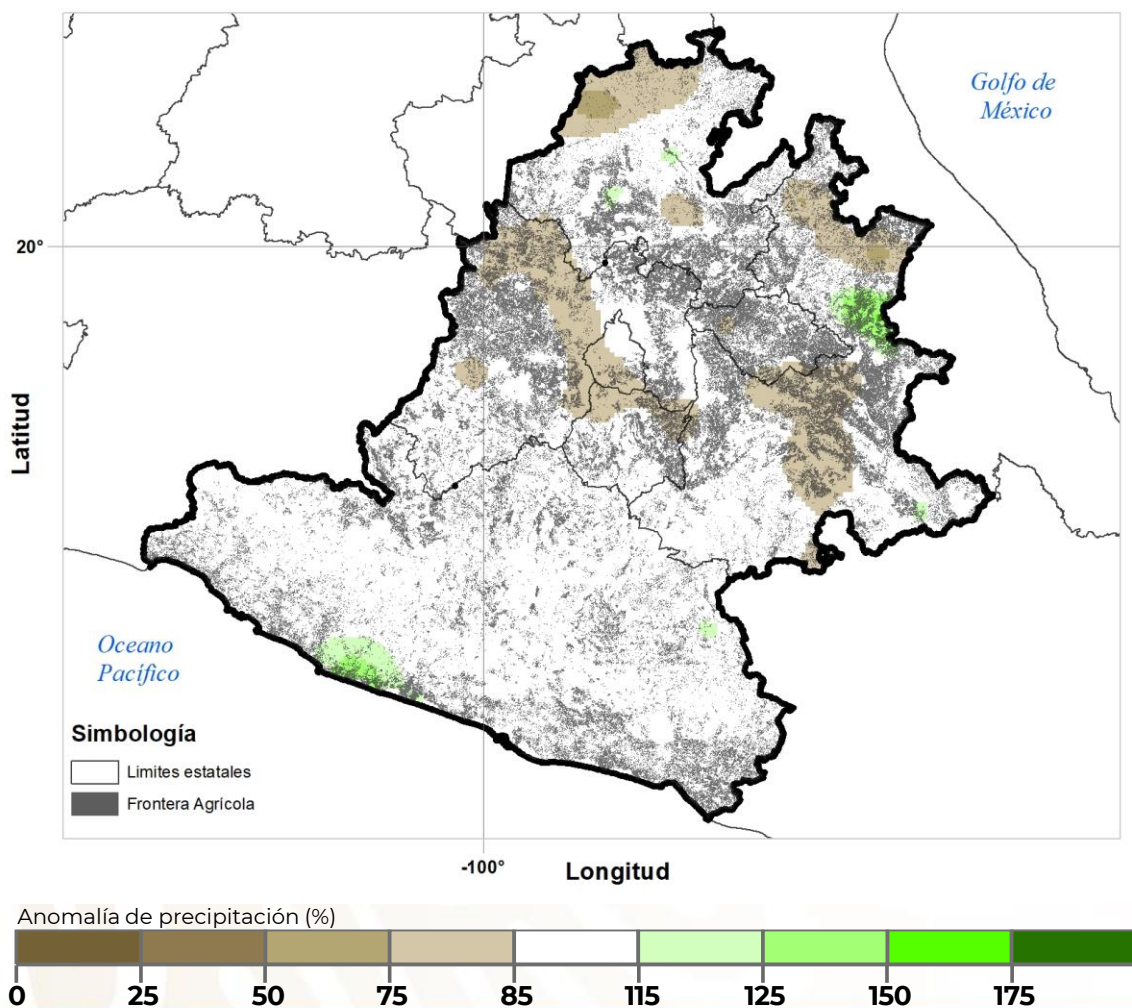 Golfo de
México
20°
Latitud
Oceano
Pacífico
Simbología
Limites estatales
Frontera Agrícola
-100°
Longitud
Anomalía de precipitación (%)
0 25 50 75 85 115 125 150 175